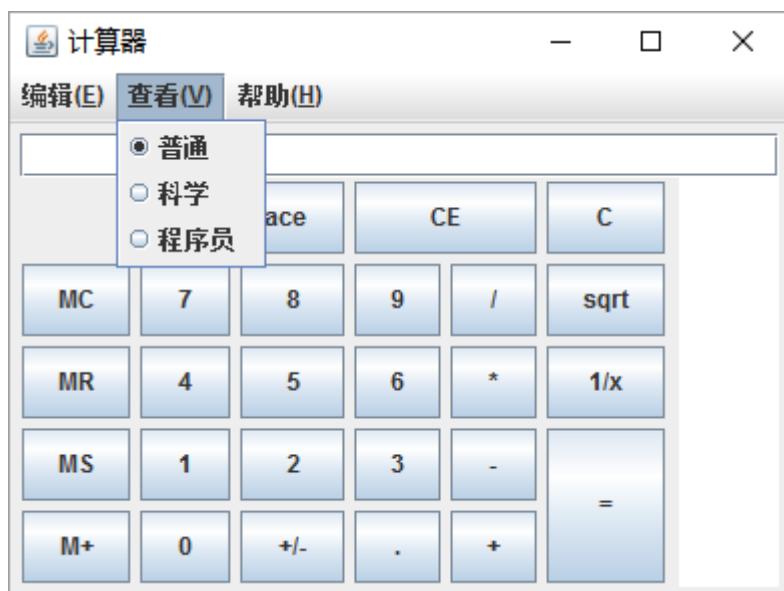 计算器
编辑(E) 查看(V) 帮助(H)
普通
科学
程序员
ace CE C
MC 7 8 9 / sqrt
MR 4 5 6 * 1/x
MS 1 2 3 -
=
M+ 0 +/- . +